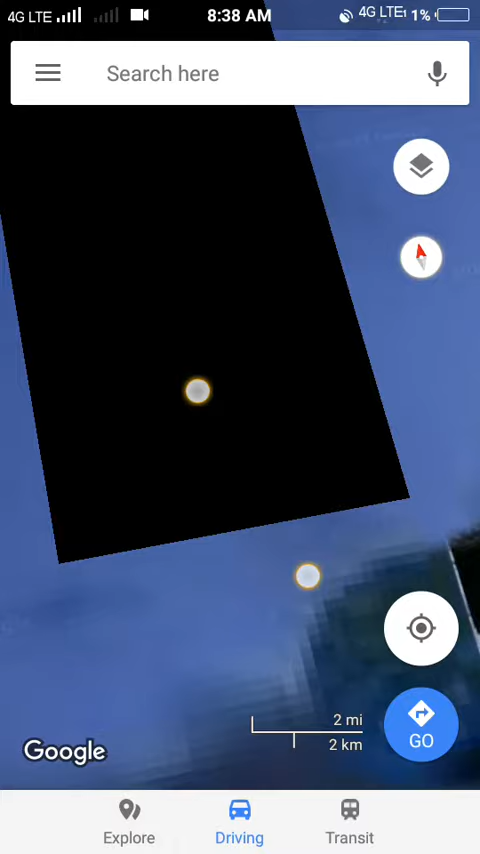 4G LTE 8:38 AM 4G LTE 1%
Search here
2 mi
2 km
Google
GO
Explore Driving Transit